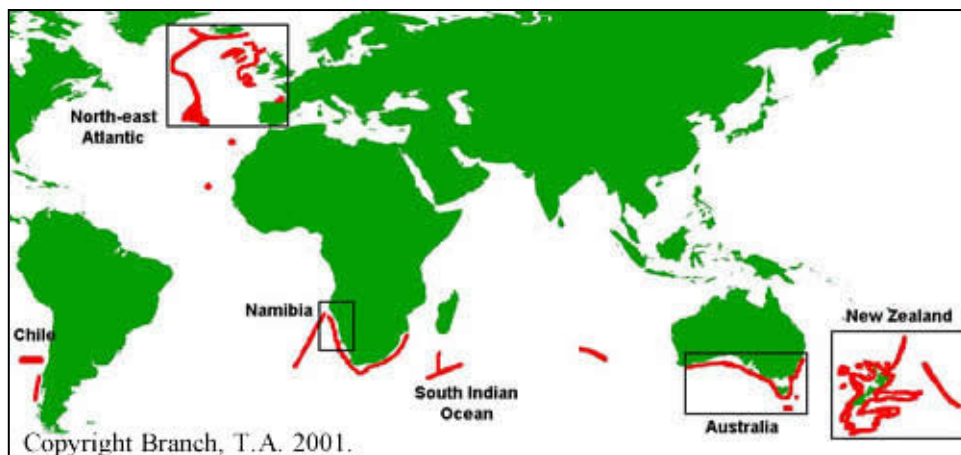 North-east
Atlantic
Namibia
New Zealand
Chile
South Indian
Ocean
Australia
Copyright Branch, T.A. 2001.